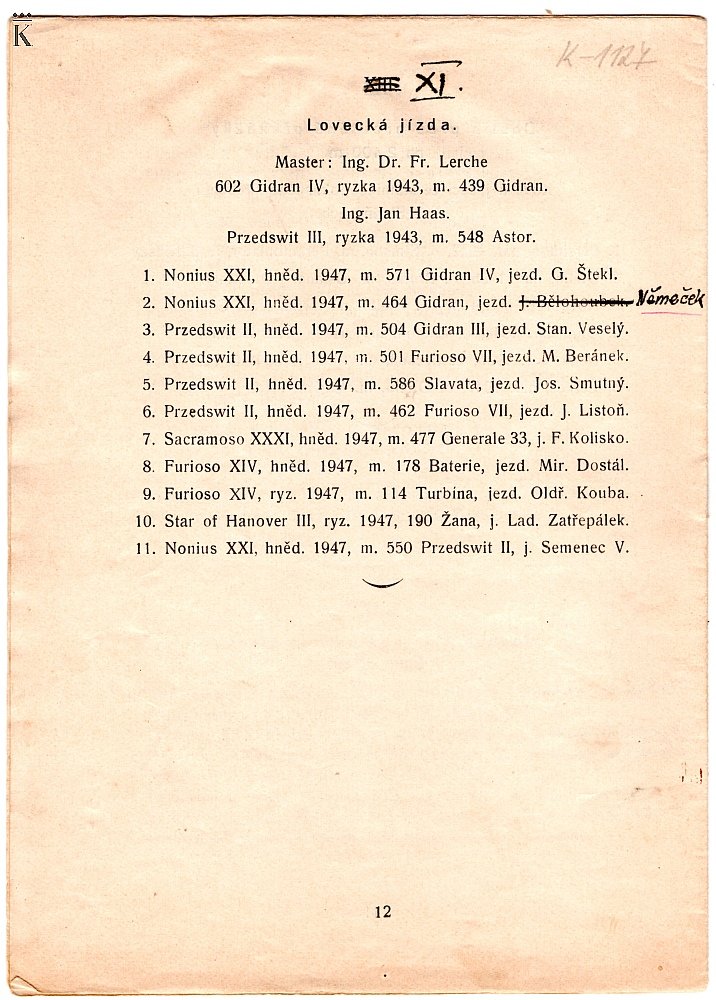 K
K-1127
XIII. XI.
Lovecká jízda.
Master: Ing. Dr. Fr. Lerche
602 Gidran IV, ryzka 1943, m. 439 Gidran.
Ing. Jan Haas.
Przedswit III, ryzka 1943, m. 548 Astor.
1. Nonius XXI, hněd. 1947, m. 571 Gidran IV, jezd. G. Štekl.
2. Nonius XXI, hněd. 1947, m. 464 Gidran, jezd. J. Bělohoubek. Němeček
3. Przedswit II, hněd. 1947, m. 504 Gidran III, jezd. Stan. Veselý.
4. Przedswit II, hněd. 1947, m. 501 Furioso VII, jezd. M. Beránek.
5. Przedswit II, hněd. 1947, m. 586 Slavata, jezd. Jos. Smutný.
6. Przedswit II, hněd. 1947, m. 462 Furioso VII, jezd. J. Listoň.
7. Sacramoso XXXI, hněd. 1947, m. 477 Generale 33, j. F. Kolisko.
8. Furioso XIV, hněd. 1947, m. 178 Baterie, jezd. Mir. Dostál.
9. Furioso XIV, ryz. 1947, m. 114 Turbína, jezd. Oldř. Kouba.
10. Star of Hanover III, ryz. 1947, 190 Žana, j. Lad. Zatřepálek.
11. Nonius XXI, hněd. 1947, m. 550 Przedswit II, j. Semenec V.
12